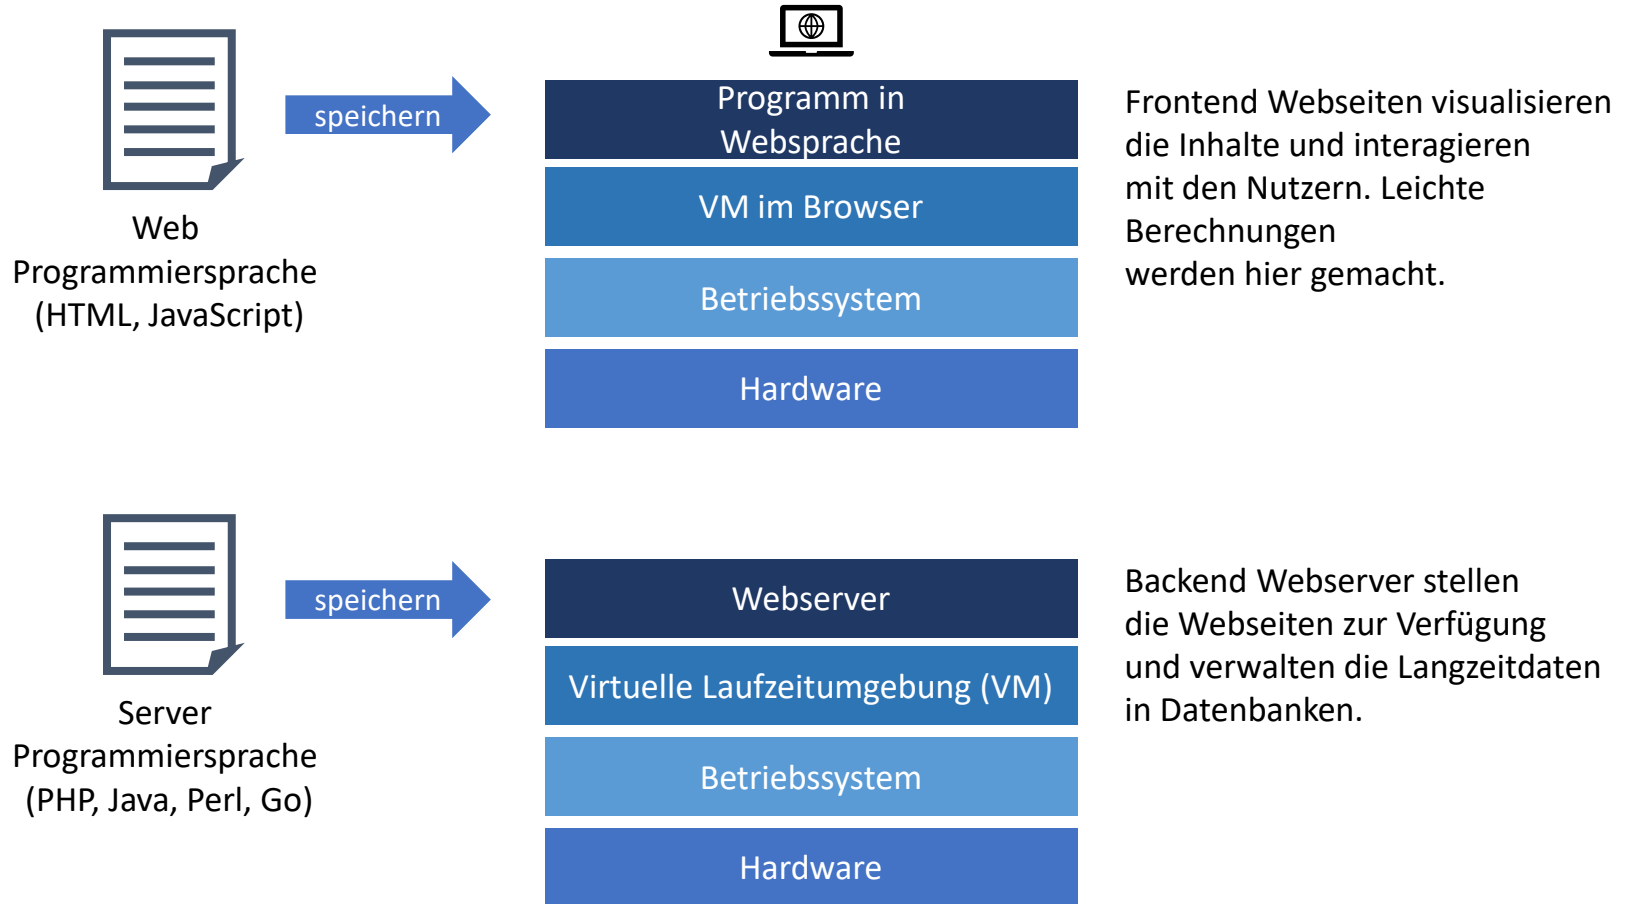 Web
Programmiersprache
(HTML, JavaScript)
speichern
Programm in
Websprache
VM im Browser
Betriebssystem
Hardware
Frontend Webseiten visualisieren
die Inhalte und interagieren
mit den Nutzern. Leichte
Berechnungen
werden hier gemacht.
Server
Programmiersprache
(PHP, Java, Perl, Go)
speichern
Webserver
Virtuelle Laufzeitumgebung (VM)
Betriebssystem
Hardware
Backend Webserver stellen
die Webseiten zur Verfügung
und verwalten die Langzeitdaten
in Datenbanken.